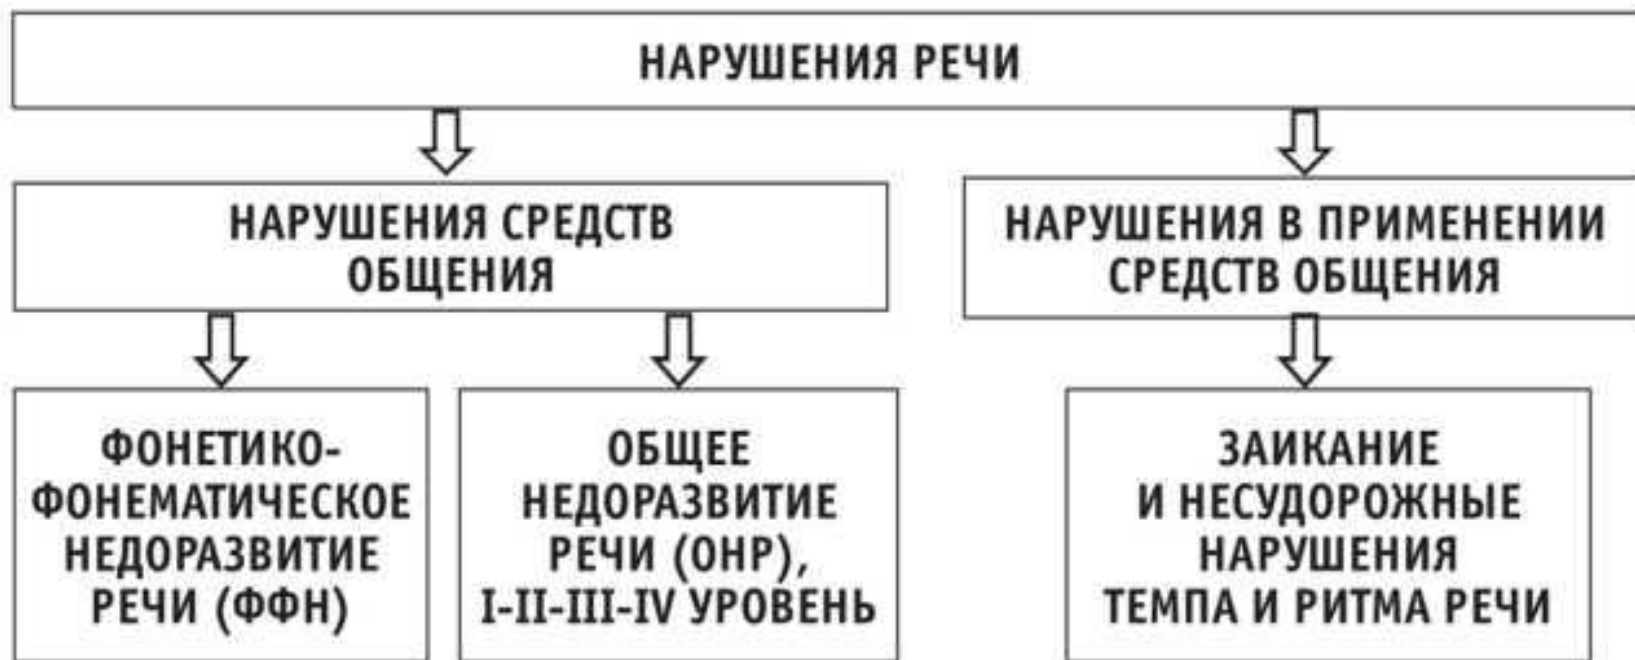 НАРУШЕНИЯ РЕЧИ
НАРУШЕНИЯ СРЕДСТВ
ОБЩЕНИЯ
НАРУШЕНИЯ В ПРИМЕНЕНИИ
СРЕДСТВ ОБЩЕНИЯ
ФОНЕТИКО-
ФОНЕМАТИЧЕСКОЕ
НЕДОРАЗВИТИЕ
РЕЧИ (ФФН)
ОБЩЕЕ
НЕДОРАЗВИТИЕ
РЕЧИ (ОНР),
I-II-III-IV УРОВЕНЬ
ЗАИКАНИЕ
И НЕСУДОРОЖНЫЕ
НАРУШЕНИЯ
ТЕМПА И РИТМА РЕЧИ